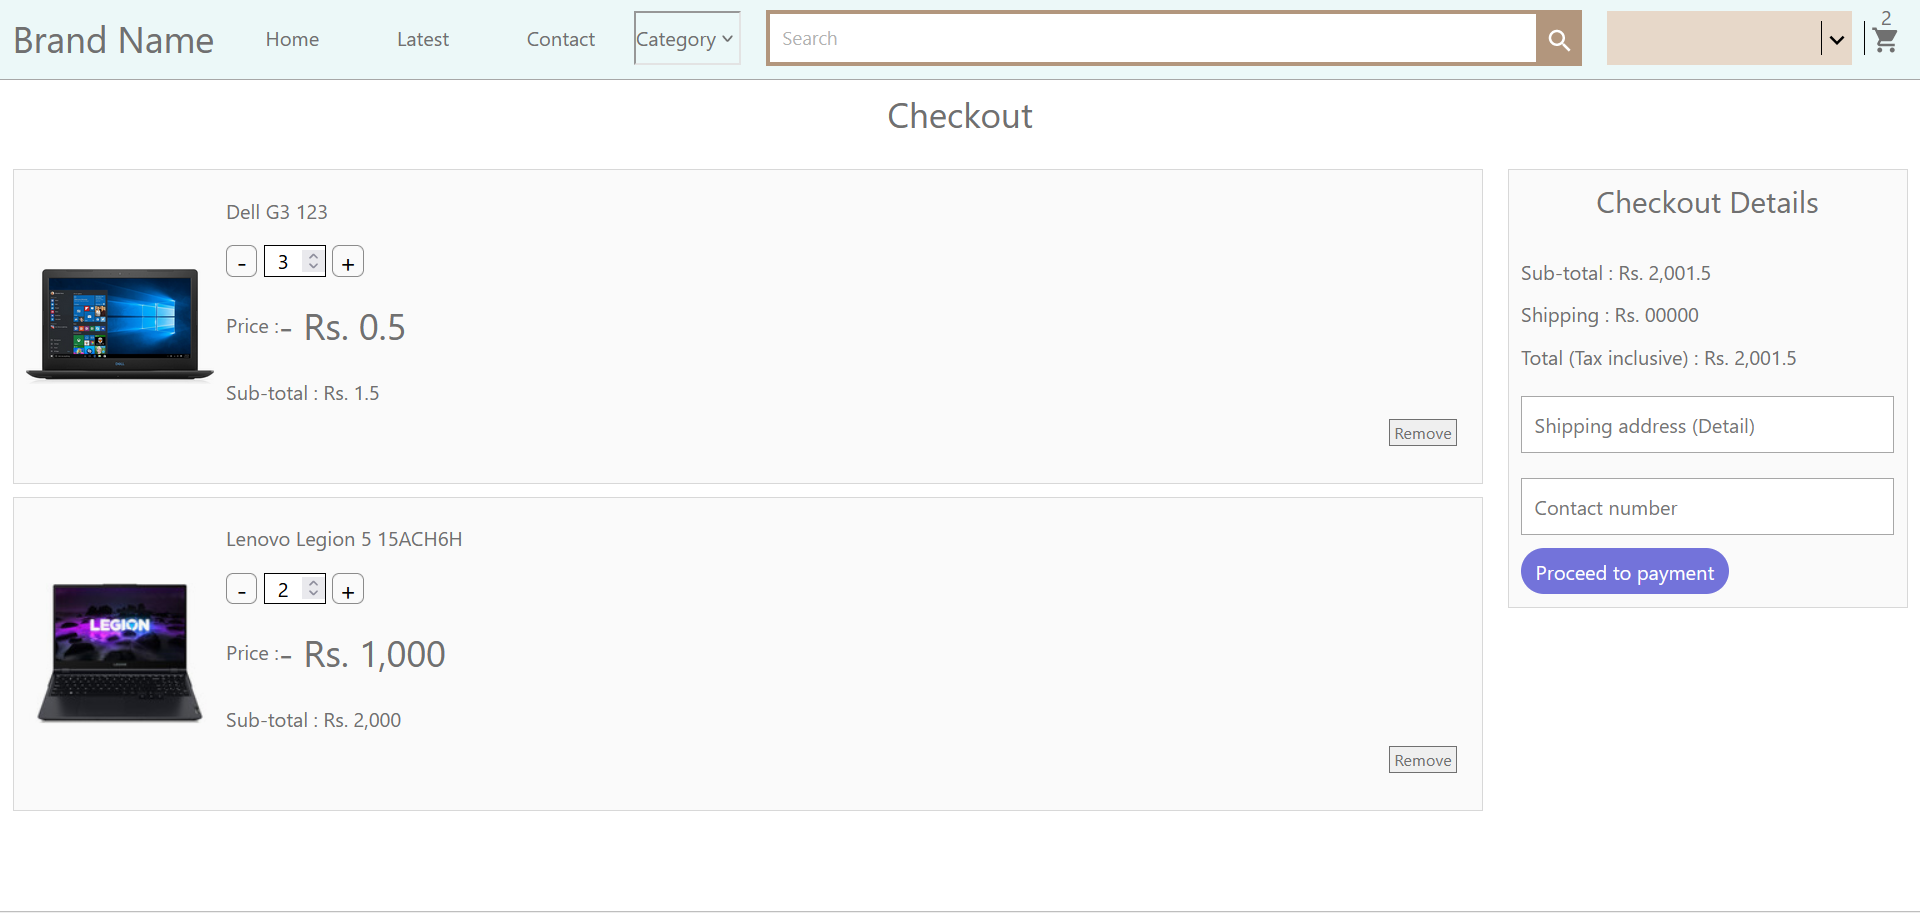 Brand Name
Home
Latest
Contact
Category
Search
2
Checkout
Dell G3 123
- 3 +
Price :- Rs. 0.5
Sub-total : Rs. 1.5
Remove
LEGION
Lenovo Legion 5 15ACH6H
- 2 +
Price :- Rs. 1,000
Sub-total : Rs. 2,000
Remove
Checkout Details
Sub-total : Rs. 2,001.5
Shipping : Rs. 00000
Total (Tax inclusive) : Rs. 2,001.5
Shipping address (Detail)
Contact number
Proceed to payment